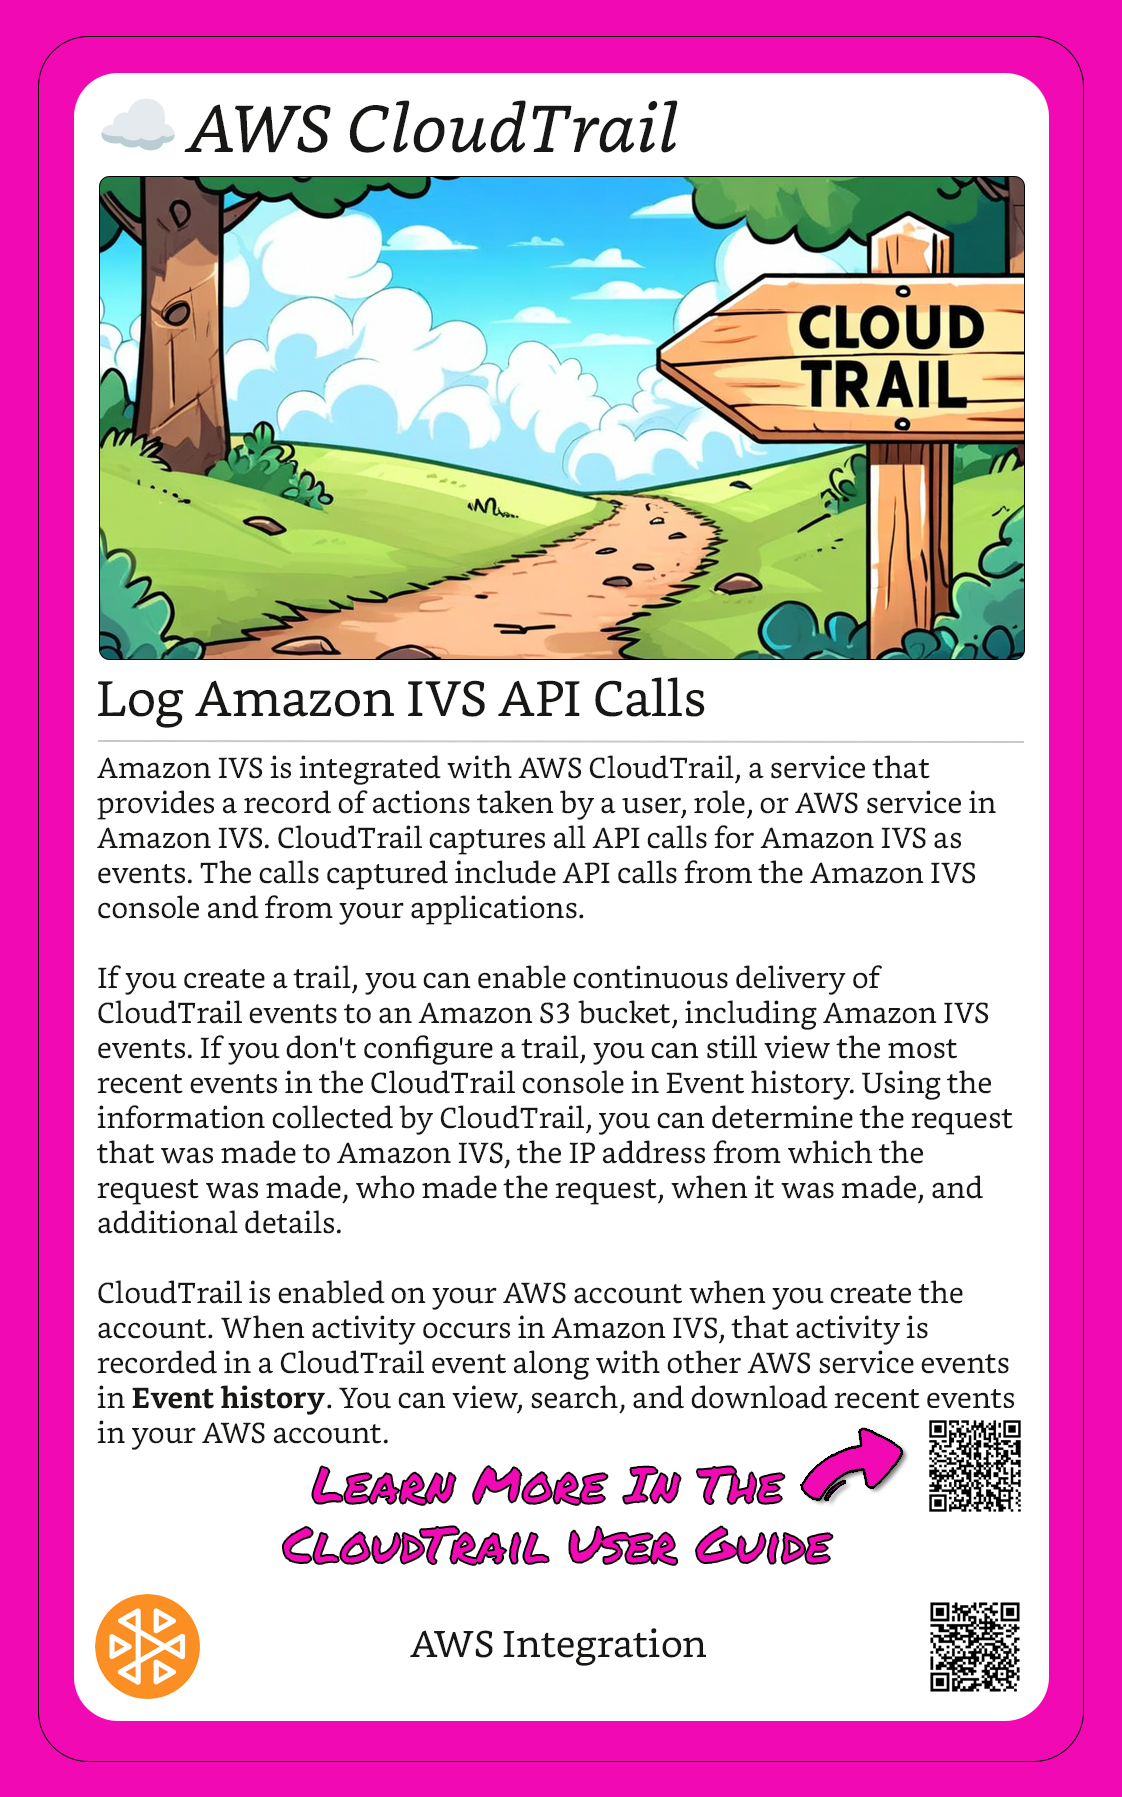 AWS CloudTrail
CLOUD
TRAIL
Log Amazon IVS API Calls
Amazon IVS is integrated with AWS CloudTrail, a service that
provides a record of actions taken by a user, role, or AWS service in
Amazon IVS. CloudTrail captures all API calls for Amazon IVS as
events. The calls captured include API calls from the Amazon IVS
console and from your applications.
If you create a trail, you can enable continuous delivery of
CloudTrail events to an Amazon S3 bucket, including Amazon IVS
events. If you don't configure a trail, you can still view the most
recent events in the CloudTrail console in Event history. Using the
information collected by CloudTrail, you can determine the request
that was made to Amazon IVS, the IP address from which the
request was made, who made the request, when it was made, and
additional details.
CloudTrail is enabled on your AWS account when you create the
account. When activity occurs in Amazon IVS, that activity is
recorded in a CloudTrail event along with other AWS service events
in Event history. You can view, search, and download recent events
in your AWS account.
Learn More In The
CloudTrail User Guide
AWS Integration